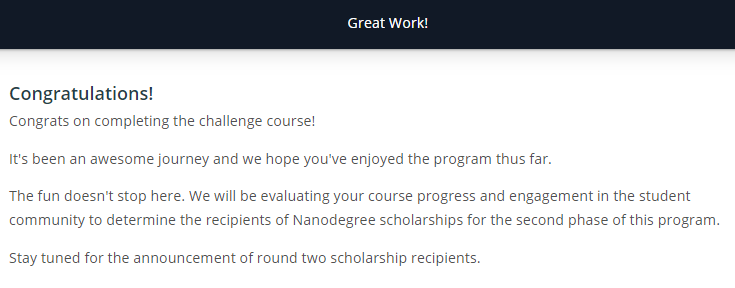 Great Work!
Congratulations!
Congrats on completing the challenge course!
It's been an awesome journey and we hope you've enjoyed the program thus far.
The fun doesn't stop here. We will be evaluating your course progress and engagement in the student
community to determine the recipients of Nanodegree scholarships for the second phase of this program.
Stay tuned for the announcement of round two scholarship recipients.